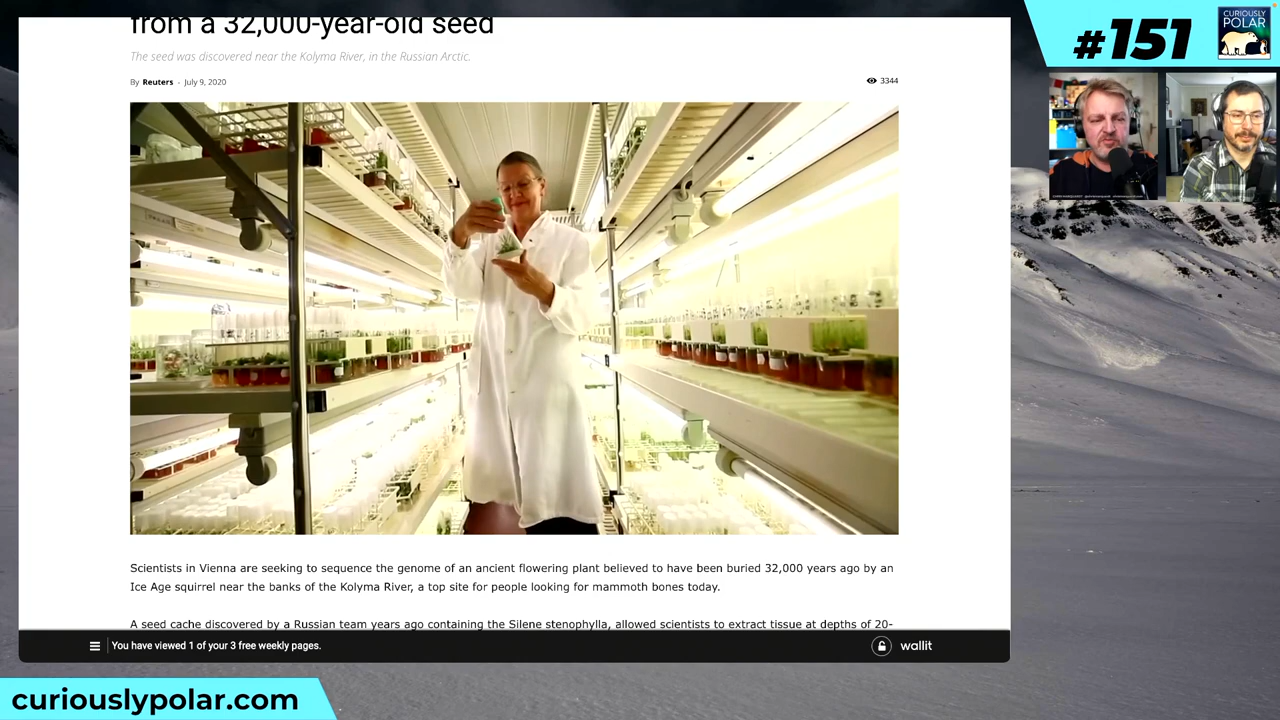 from a 32,000-year-old seed
The seed was discovered near the Kolyma River, in the Russian Arctic.
By Reuters - July 9, 2020
3344
Scientists in Vienna are seeking to sequence the genome of an ancient flowering plant believed to have been buried 32,000 years ago by an
Ice Age squirrel near the banks of the Kolyma River, a top site for people looking for mammoth bones today.
A seed cache discovered by a Russian team years ago containing the Silene stenophylla, allowed scientists to extract tissue at depths of 20-
You have viewed 1 of your 3 free weekly pages.
wallit
#151
CURIOUSLY
POLAR
curiouslypolar.com